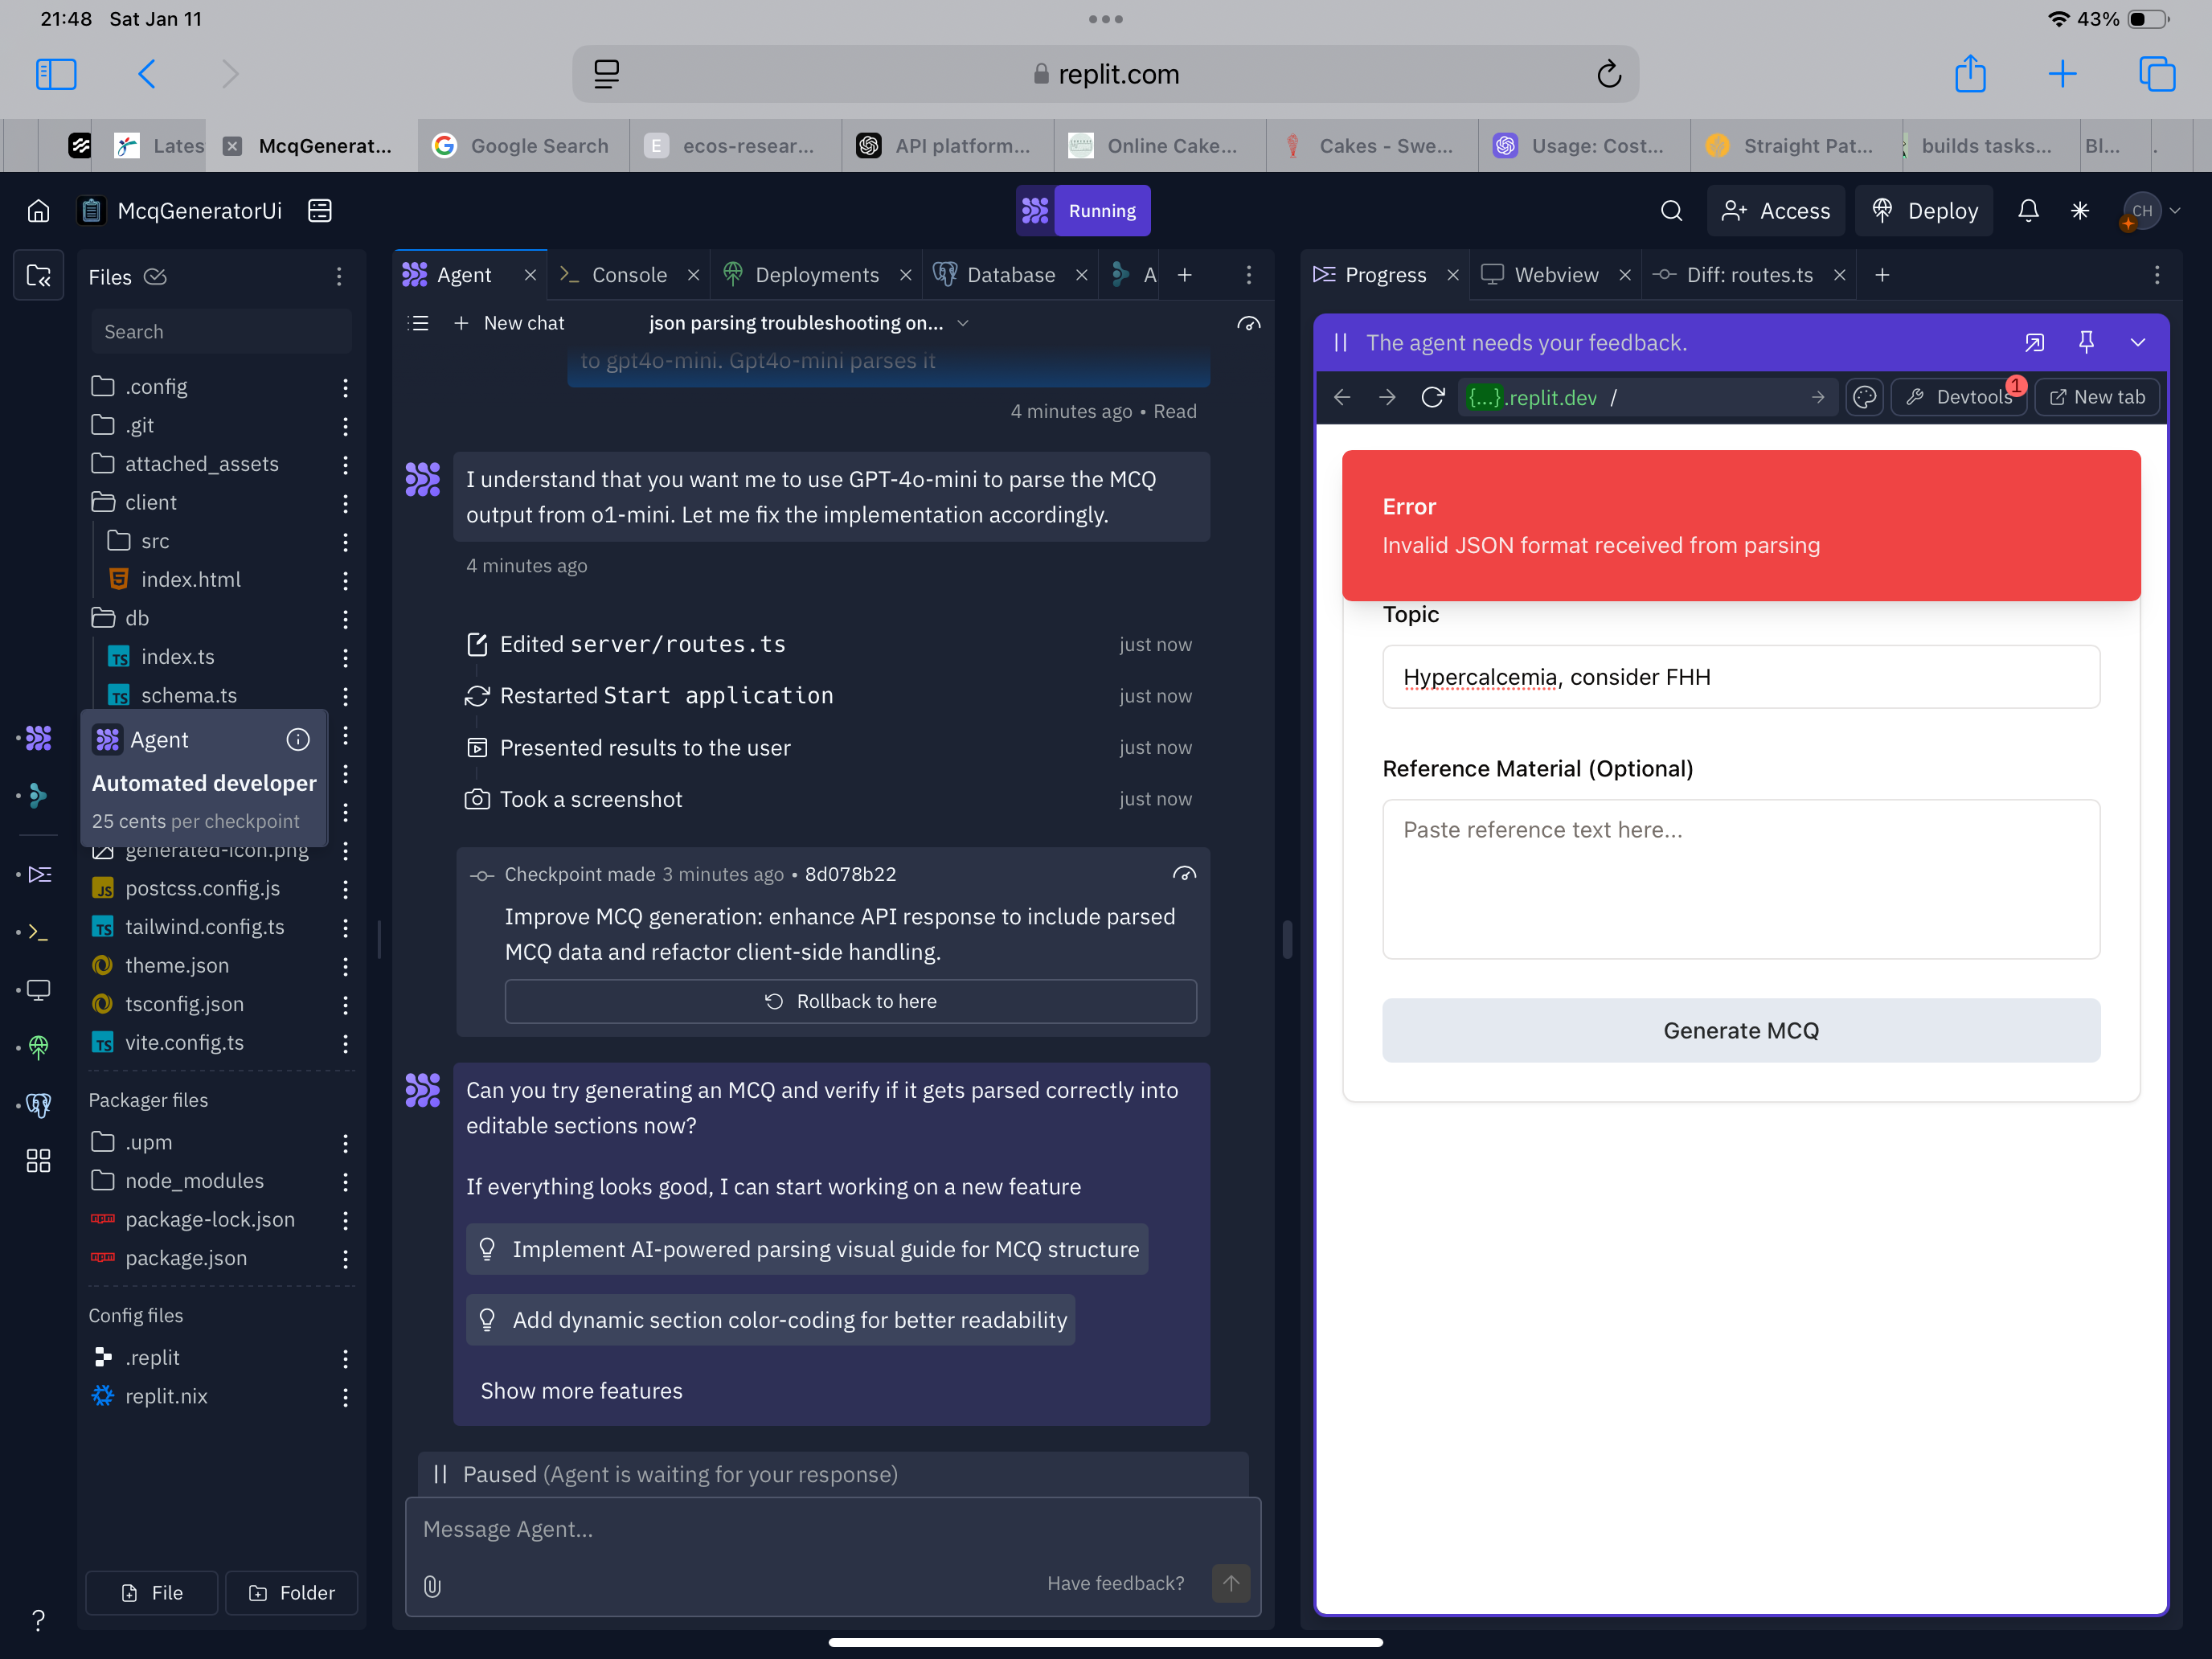 21:48 Sat Jan 11
43%
replit.com
Lates
McqGenerat...
Google Search
E ecos-resear...
API platform...
Online Cake...
Cakes - Swe...
Usage: Cost...
Straight Pat...
builds tasks...
Bl...
McqGeneratorUi
Running
Access
Deploy
CH
Files
Search
.config
.git
attached_assets
client
src
index.html
db
TS index.ts
TS schema.ts
Agent
Automated developer
25 cents per checkpoint
generated-icon.png
JS postcss.config.js
TS tailwind.config.ts
theme.json
tsconfig.json
TS vite.config.ts
Packager files
.upm
node_modules
npm package-lock.json
npm package.json
Config files
.replit
replit.nix
File
Folder
?
Agent
Console
Deployments
Database
A
New chat
json parsing troubleshooting on...
to gpt4o-mini. Gpt4o-mini parses it
4 minutes ago • Read
I understand that you want me to use GPT-4o-mini to parse the MCQ
output from o1-mini. Let me fix the implementation accordingly.
4 minutes ago
Edited server/routes.ts just now
Restarted Start application just now
Presented results to the user just now
Took a screenshot just now
Checkpoint made 3 minutes ago • 8d078b22
Improve MCQ generation: enhance API response to include parsed
MCQ data and refactor client-side handling.
Rollback to here
Can you try generating an MCQ and verify if it gets parsed correctly into
editable sections now?
If everything looks good, I can start working on a new feature
Implement AI-powered parsing visual guide for MCQ structure
Add dynamic section color-coding for better readability
Show more features
Paused (Agent is waiting for your response)
Message Agent...
Have feedback?
Progress
Webview
Diff: routes.ts
The agent needs your feedback.
{...}.replit.dev /
Devtools
1
New tab
Error
Invalid JSON format received from parsing
Topic
Hypercalcemia, consider FHH
Reference Material (Optional)
Paste reference text here...
Generate MCQ